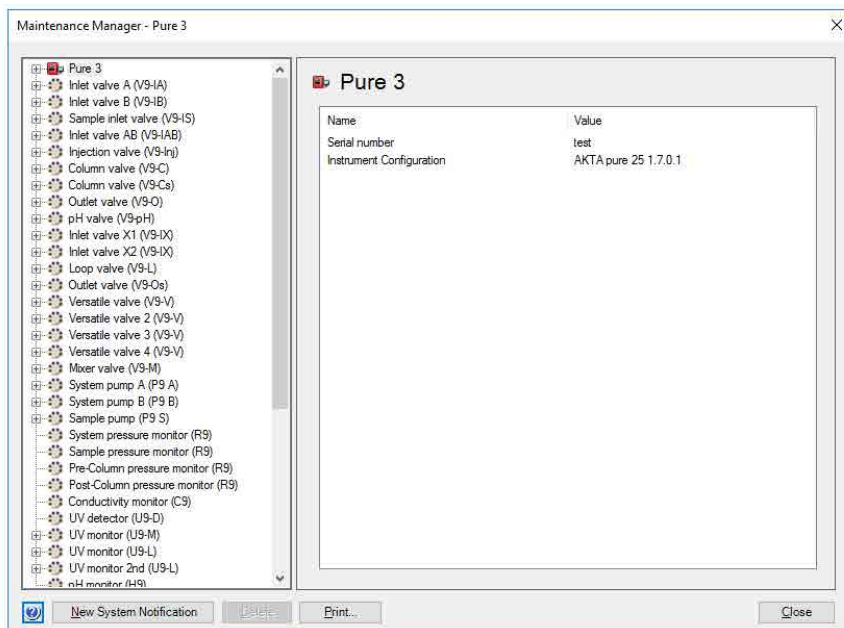 Maintenance Manager - Pure 3
Pure 3
Inlet valve A (V9-IA)
Inlet valve B (V9-IB)
Sample inlet valve (V9-IS)
Inlet valve AB (V9-IAB)
Injection valve (V9-Inj)
Column valve (V9-C)
Column valve (V9-Cs)
Outlet valve (V9-O)
pH valve (V9-pH)
Inlet valve X1 (V9-IX)
Inlet valve X2 (V9-IX)
Loop valve (V9-L)
Outlet valve (V9-Os)
Versatile valve (V9-V)
Versatile valve 2 (V9-V)
Versatile valve 3 (V9-V)
Versatile valve 4 (V9-V)
Mixer valve (V9-M)
System pump A (P9 A)
System pump B (P9 B)
Sample pump (P9 S)
System pressure monitor (R9)
Sample pressure monitor (R9)
Pre-Column pressure monitor (R9)
Post-Column pressure monitor (R9)
Conductivity monitor (C9)
UV detector (U9-D)
UV monitor (U9-M)
UV monitor (U9-L)
UV monitor 2nd (U9-L)
pH monitor (H9)
Pure 3
Name Value
Serial number test
Instrument Configuration AKTA pure 25 1.7.0.1
New System Notification Delete Print... Close